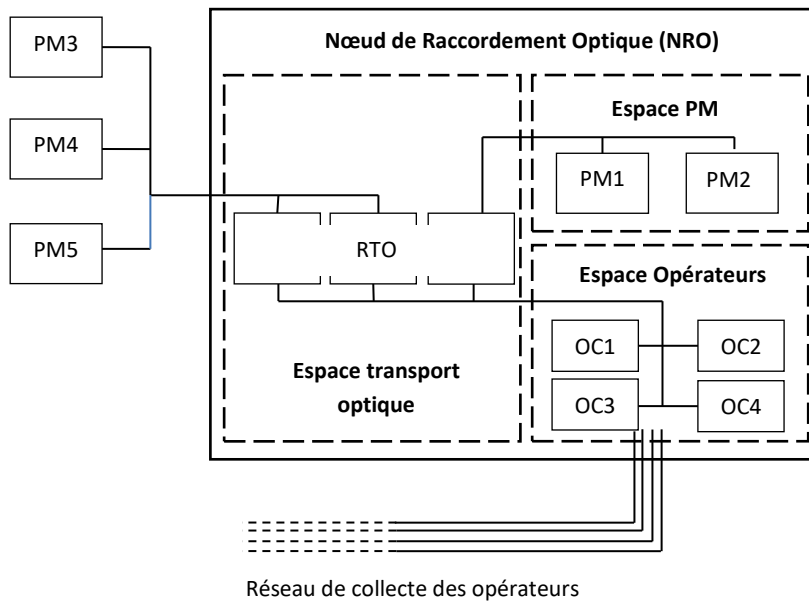 PM3
Nœud de Raccordement Optique (NRO)
Espace PM
PM4
PM1
PM2
PM5
RTO
Espace Opérateurs
OC1
OC2
Espace transport
optique
OC3
OC4
Réseau de collecte des opérateurs